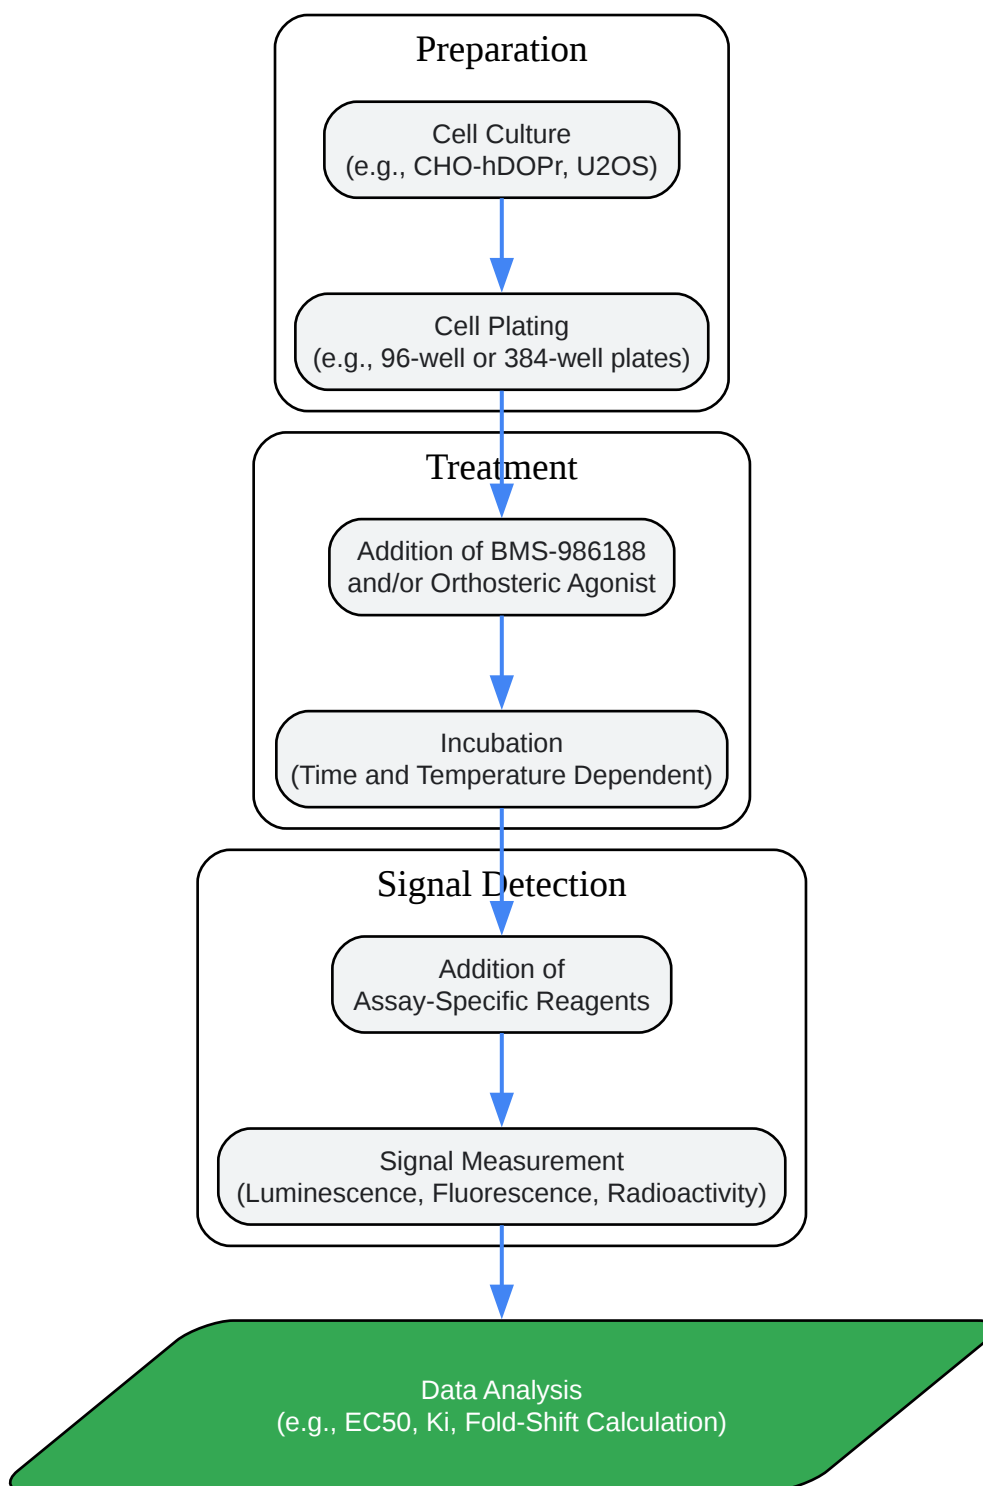 Preparation
Cell Culture
(e.g., CHO-hDOPr, U2OS)
Cell Plating
(e.g., 96-well or 384-well plates)
Treatment
Addition of BMS-986188
and/or Orthosteric Agonist
Incubation
(Time and Temperature Dependent)
Signal Detection
Addition of
Assay-Specific Reagents
Signal Measurement
(Luminescence, Fluorescence, Radioactivity)
Data Analysis
(e.g., EC50, Ki, Fold-Shift Calculation)